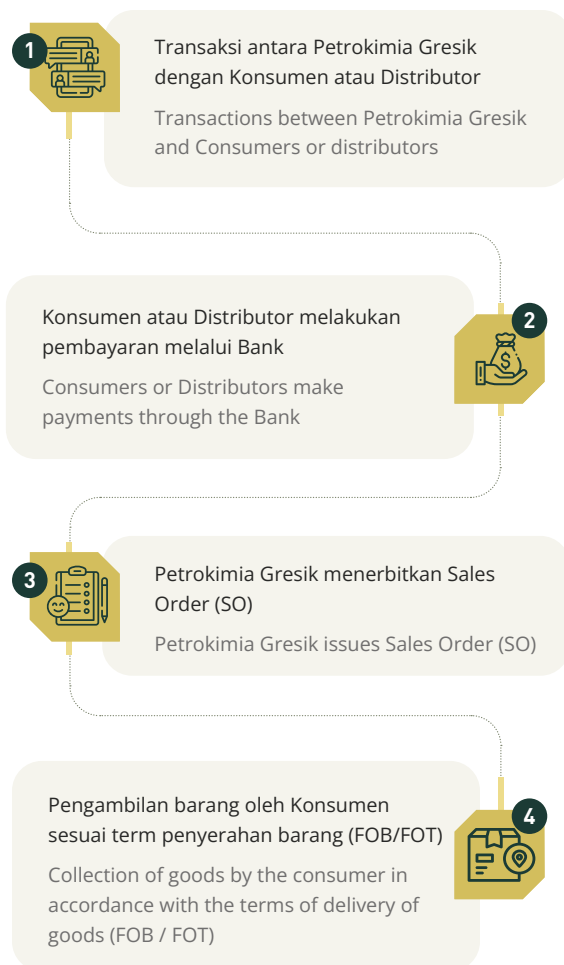 1
Transaksi antara Petrokimia Gresik
dengan Konsumen atau Distributor
Transactions between Petrokimia Gresik
and Consumers or distributors
2
Konsumen atau Distributor melakukan
pembayaran melalui Bank
Consumers or Distributors make
payments through the Bank
$
3
Petrokimia Gresik menerbitkan Sales
Order (SO)
Petrokimia Gresik issues Sales Order (SO)
4
Pengambilan barang oleh Konsumen
sesuai term penyerahan barang (FOB/FOT)
Collection of goods by the consumer in
accordance with the terms of delivery of
goods (FOB / FOT)